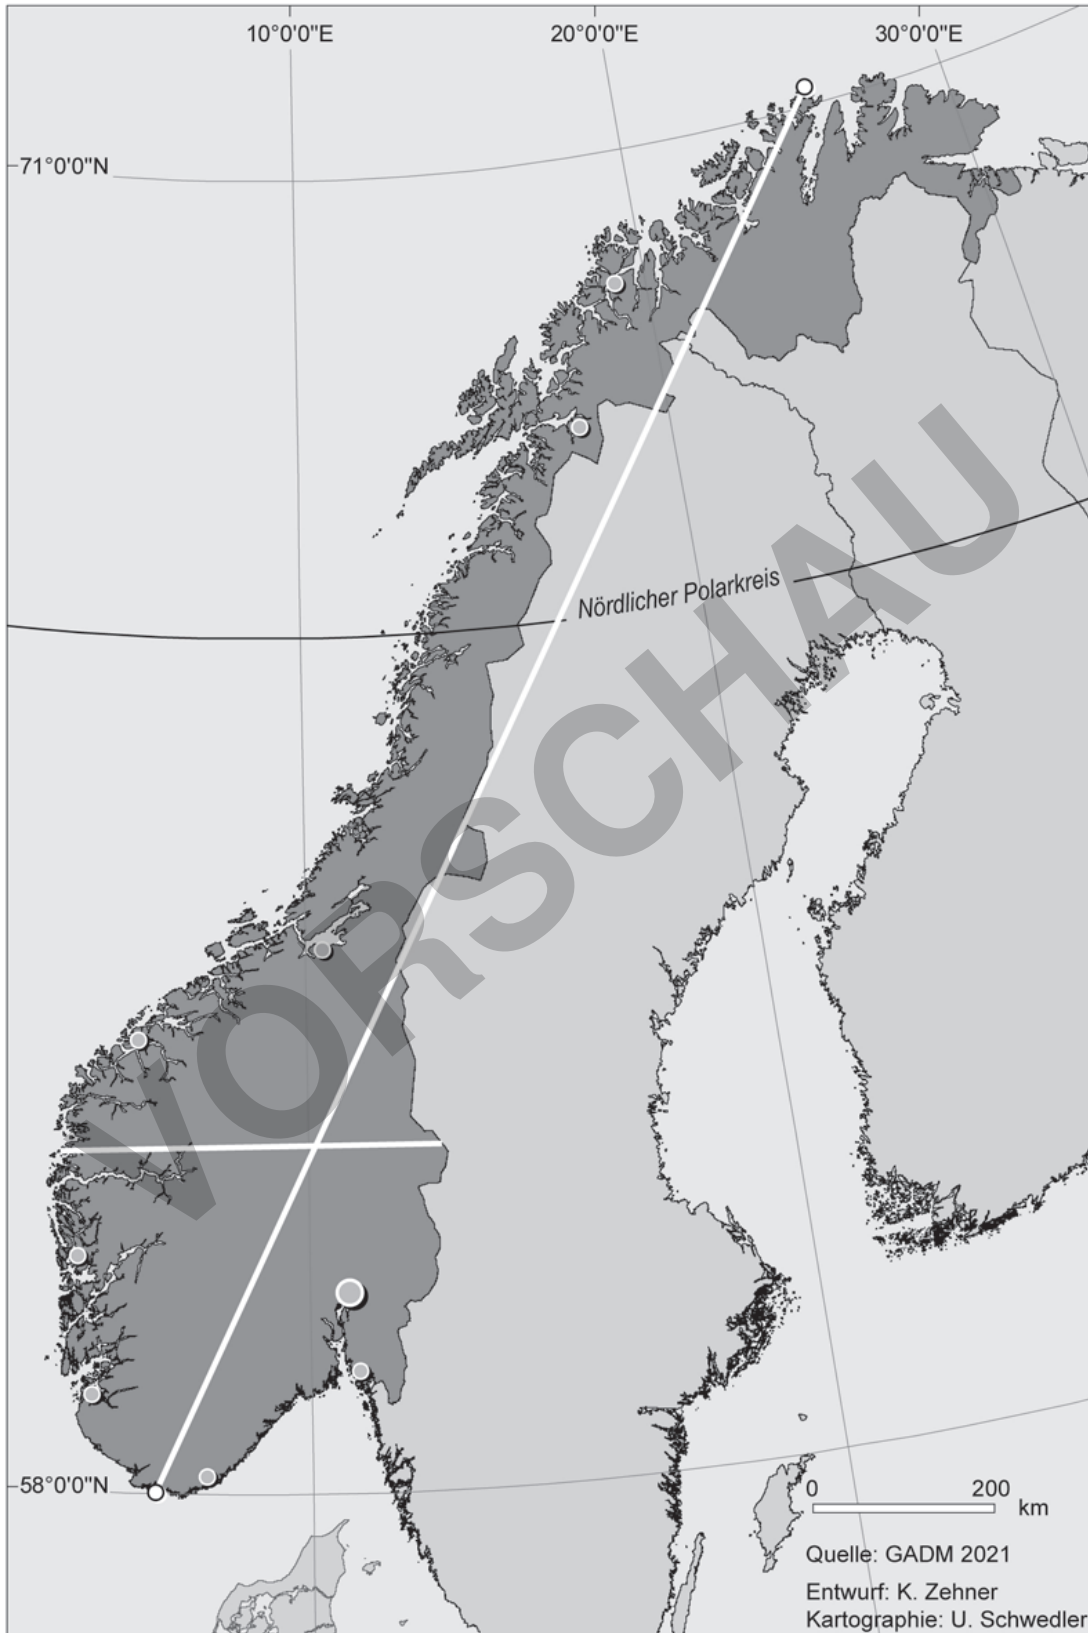 10°0'0"E
20°0'0"E
30°0'0"E
71°0'0"N
Nördlicher Polarkreis
VORSCHAU
58°0'0"N
0 200
km
Quelle: GADM 2021
Entwurf: K. Zehner
Kartographie: U. Schwedler